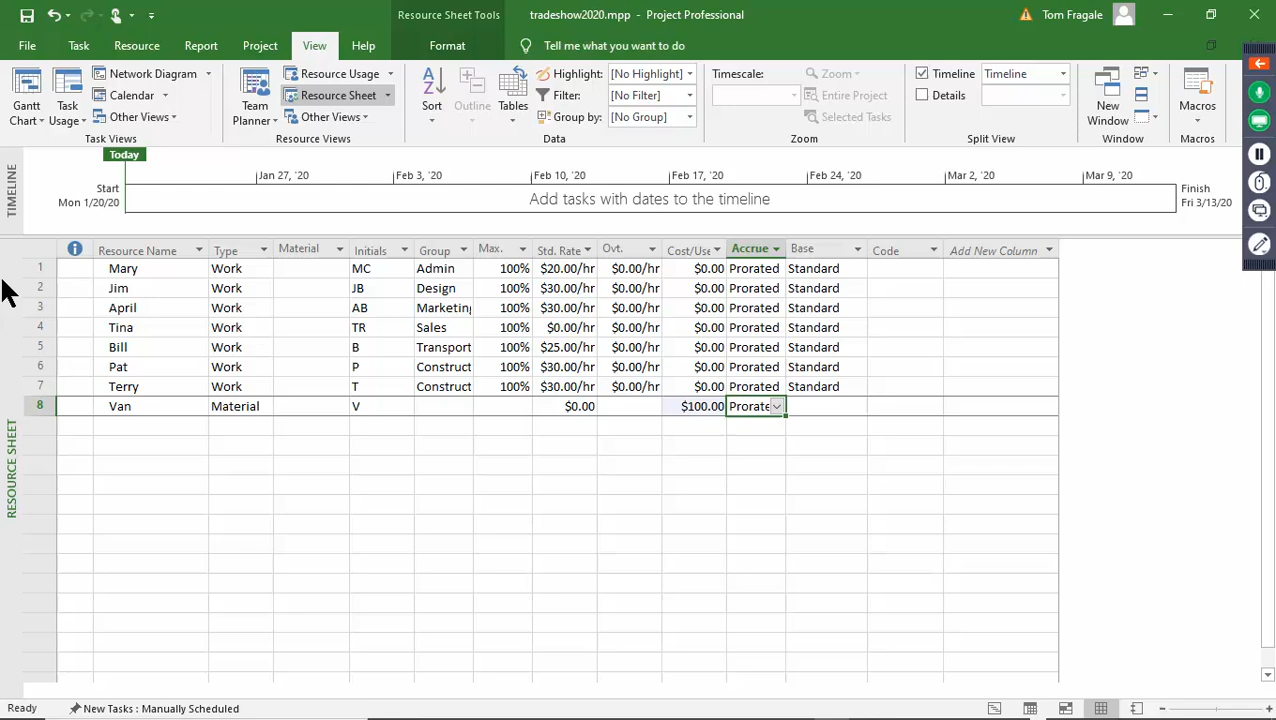 Resource Sheet Tools
tradeshow2020.mpp - Project Professional
Tom Fragale
File Task Resource Report Project View Help Format Tell me what you want to do
Network Diagram
Resource Usage
Highlight: [No Highlight]
Timescale:
Zoom
Timeline Timeline
Calendar
Resource Sheet
Filter: [No Filter]
Entire Project
Details
Gantt Chart
Task Usage
Other Views
Team Planner
Other Views
Sort
Outline
Tables
Group by: [No Group]
Selected Tasks
New Window
Macros
Task Views Resource Views Data Zoom Split View Window Macros
Today
TIMELINE
Jan 27, '20 Feb 3, '20 Feb 10, '20 Feb 17, '20 Feb 24, '20 Mar 2, '20 Mar 9, '20
Start
Mon 1/20/20
Add tasks with dates to the timeline
Finish
Fri 3/13/20
Resource Name Type Material Initials Group Max. Std. Rate Ovt. Cost/Use Accrue Base Code Add New Column
1 Mary Work MC Admin 100% $20.00/hr $0.00/hr $0.00 Prorated Standard
2 Jim Work JB Design 100% $30.00/hr $0.00/hr $0.00 Prorated Standard
3 April Work AB Marketing 100% $30.00/hr $0.00/hr $0.00 Prorated Standard
4 Tina Work TR Sales 100% $0.00/hr $0.00/hr $0.00 Prorated Standard
5 Bill Work B Transport 100% $25.00/hr $0.00/hr $0.00 Prorated Standard
6 Pat Work P Construct 100% $30.00/hr $0.00/hr $0.00 Prorated Standard
7 Terry Work T Construct 100% $30.00/hr $0.00/hr $0.00 Prorated Standard
8 Van Material V $0.00 $100.00 Prorate
RESOURCE SHEET
Ready New Tasks : Manually Scheduled